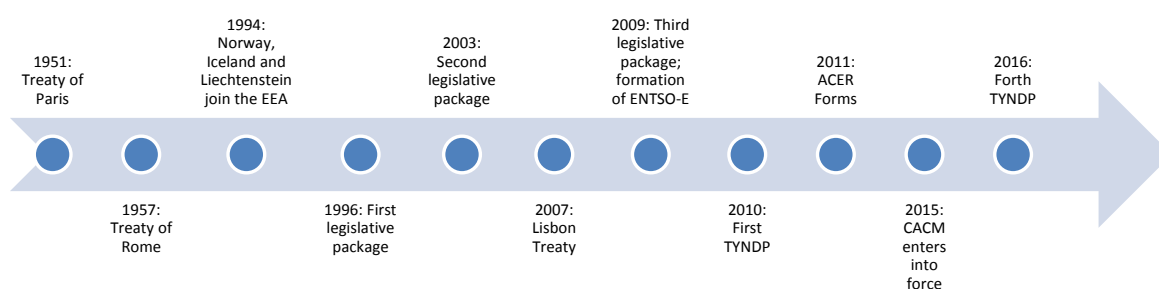 1951:
Treaty of
Paris
1957:
Treaty of
Rome
1994:
Norway,
Iceland and
Liechtenstein
join the EEA
1996: First
legislative
package
2003:
Second
legislative
package
2007:
Lisbon
Treaty
2009: Third
legislative
package;
formation
of ENTSO-E
2010:
First
TYNDP
2011:
ACER
Forms
2015:
CACM
enters
into
force
2016:
Forth
TYNDP